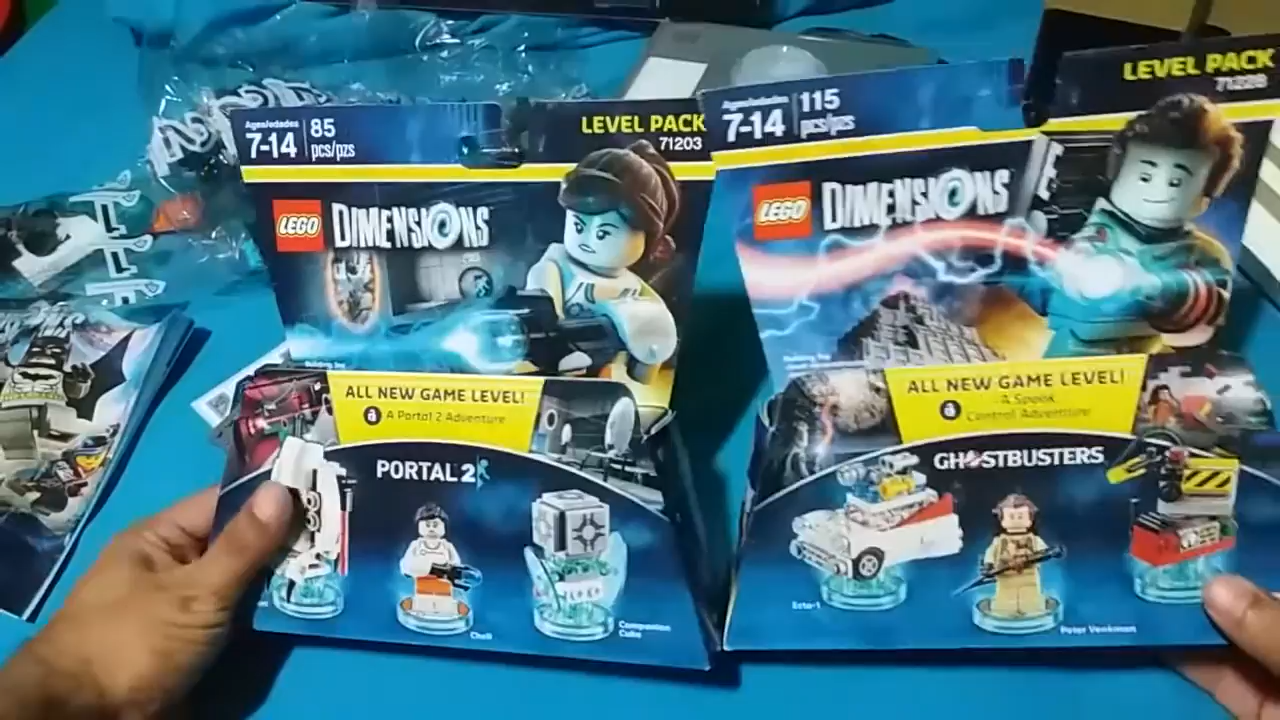 Ages/edades
7-14
85
pcs/pzs
LEVEL PACK
71203
LEGO
DIMENSIONS
ALL NEW GAME LEVEL!
A Portal 2 Adventure
PORTAL 2
Chell
Companion
Cube
Ages/edades
7-14
115
pcs/pzs
LEVEL PACK
LEGO
DIMENSIONS
ALL NEW GAME LEVEL!
A Spook
Central Adventure
GHOSTBUSTERS
Ecto-1
Peter Venkman